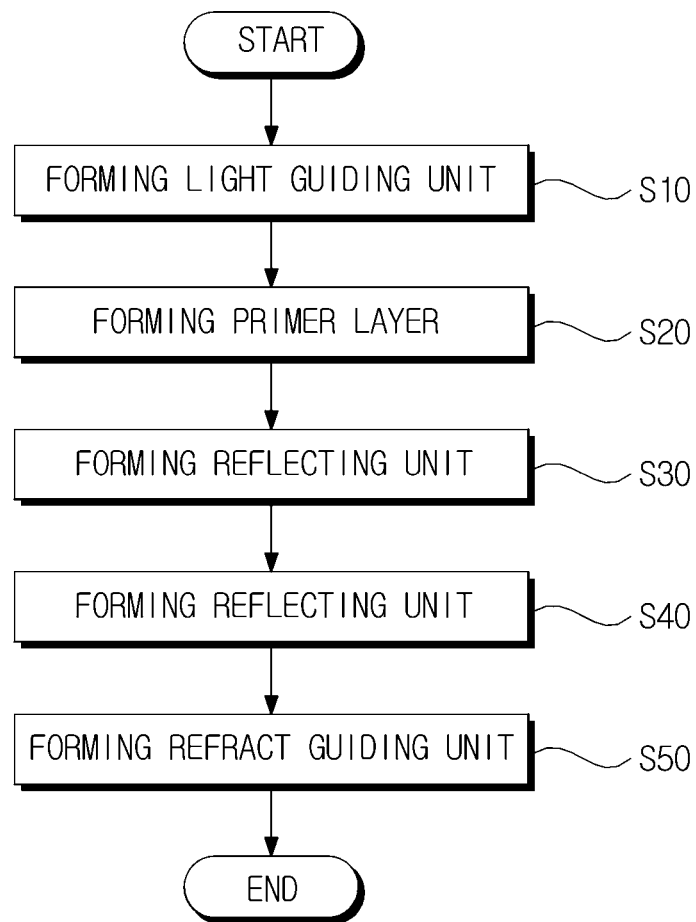 START
FORMING LIGHT GUIDING UNIT
S10
FORMING PRIMER LAYER
S20
FORMING REFLECTING UNIT
S30
FORMING REFLECTING UNIT
S40
FORMING REFRACT GUIDING UNIT
S50
END